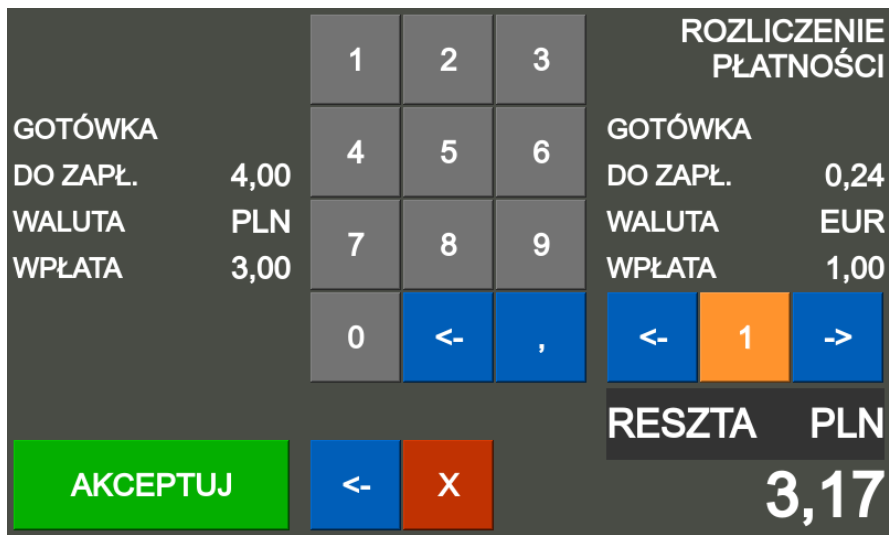 GOTÓWKA
DO ZAPŁ. 4,00
WALUTA PLN
WPŁATA 3,00
AKCEPTUJ
1 2 3
4 5 6
7 8 9
0 <- ,
<- X
ROZLICZENIE
PŁATNOŚCI
GOTÓWKA
DO ZAPŁ. 0,24
WALUTA EUR
WPŁATA 1,00
<- 1 ->
RESZTA PLN
3,17